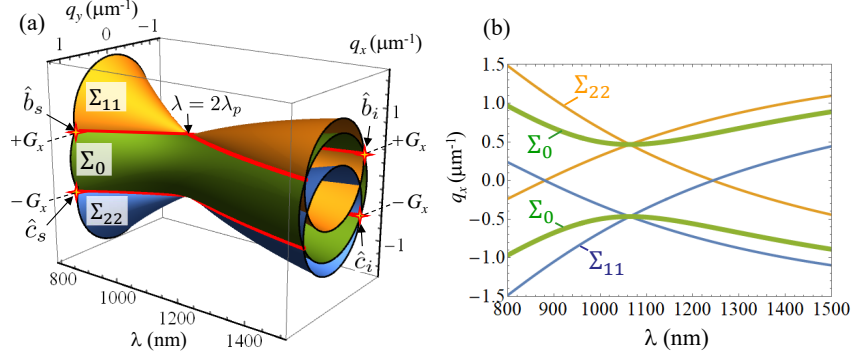 (a)
q_y (μm⁻¹)
1 0 −1
q_x (μm⁻¹)
b̂_s
Σ₁₁
λ = 2λ_p
b̂_i
1
+G_x
+G_x
Σ₀
−G_x
−G_x
Σ₂₂
ĉ_s
ĉ_i
−1
800
1000
1200
1400
λ (nm)
(b)
q_x (μm⁻¹)
1.5
1.0
0.5
0.0
-0.5
-1.0
-1.5
Σ₂₂
Σ₀
Σ₀
Σ₁₁
800 900 1000 1100 1200 1300 1400 1500
λ (nm)